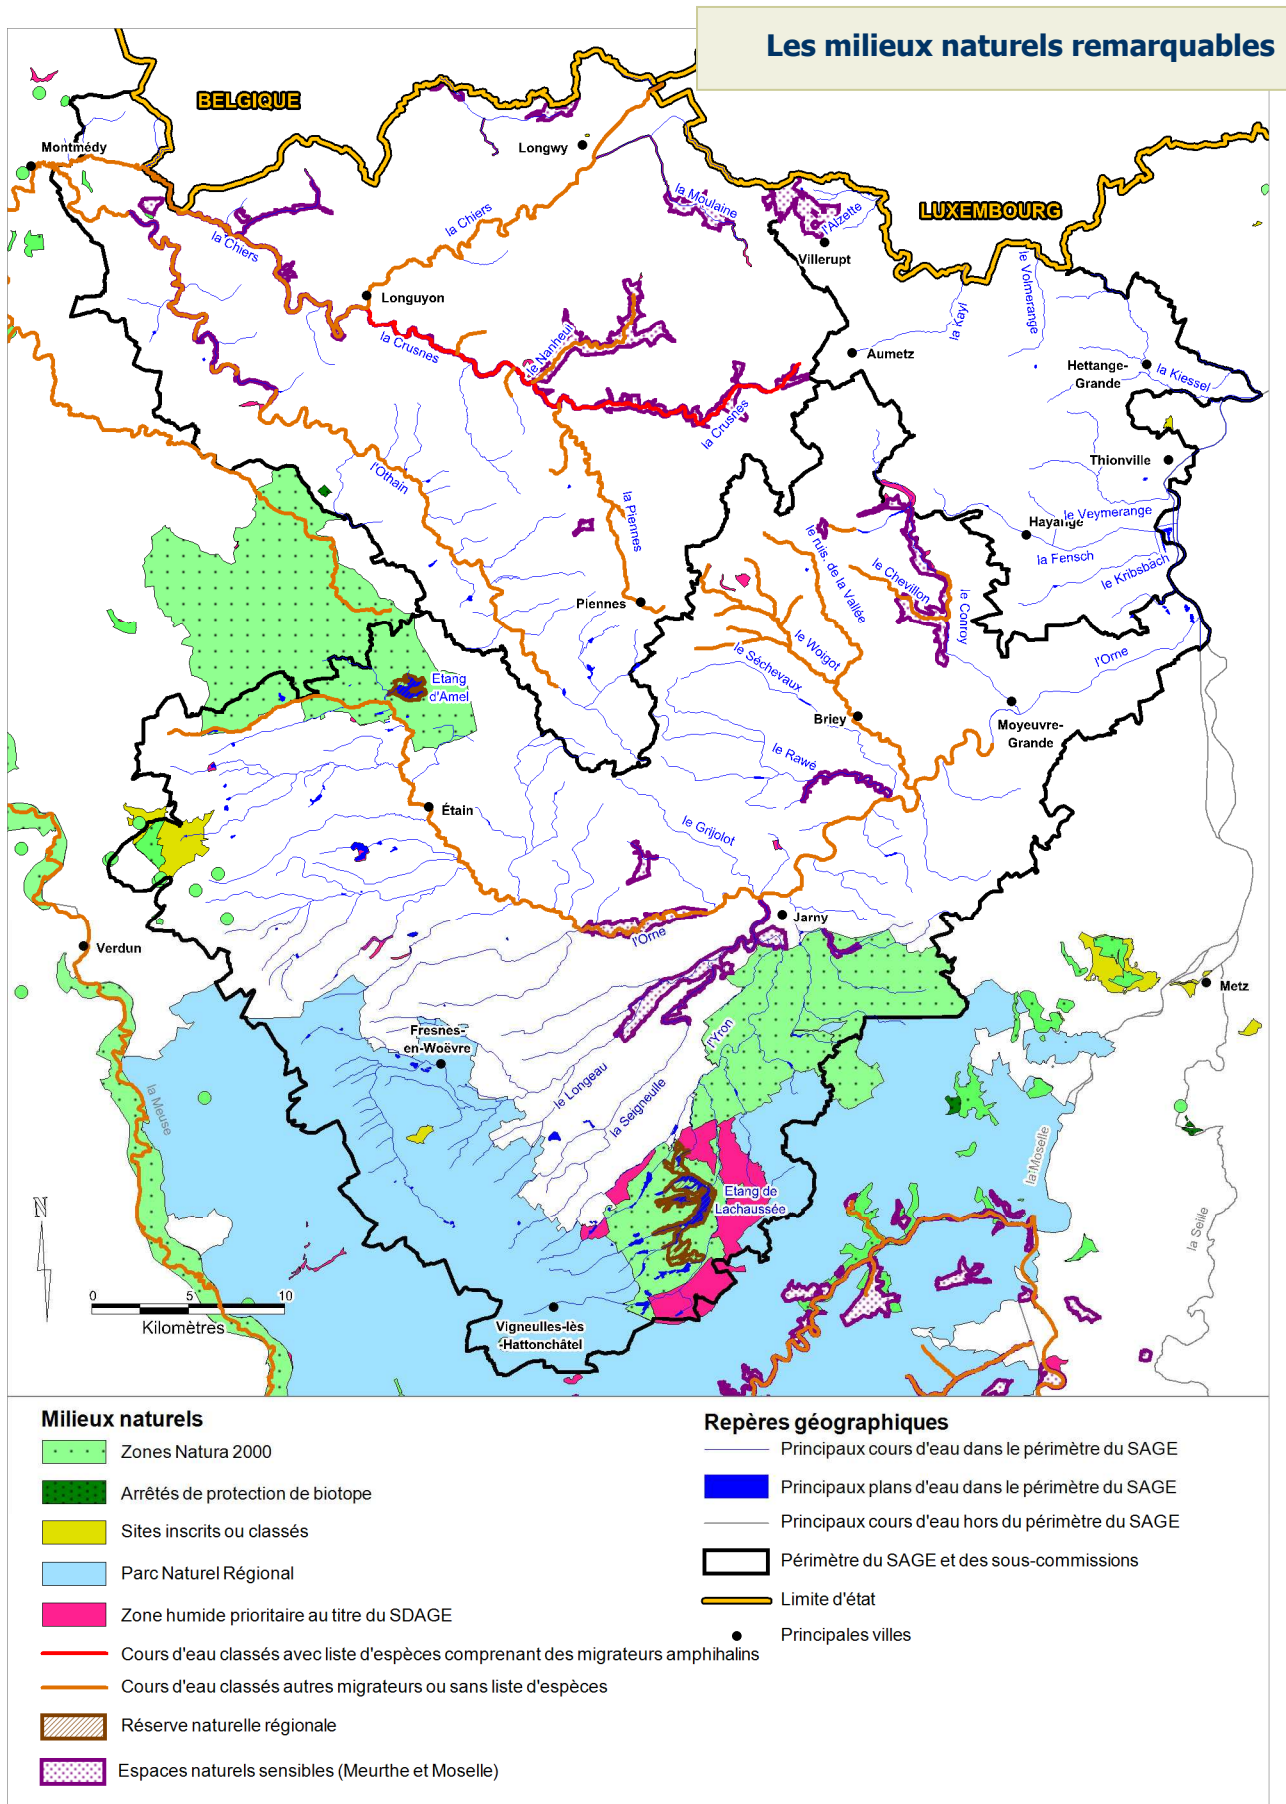 Les milieux naturels remarquables
BELGIQUE
Montmédy
Longwy
la Moulaine
l'Alzette
LUXEMBOURG
la Chiers
la Chiers
Villerupt
le Volmerange
Longuyon
la Kayl
la Crusnes
le Nanheul
Aumetz
Hettange-
Grande
la Kiessel
la Crusnes
Thionville
l'Othain
la Piennes
le Veymerange
Hayange
la Fensch
le ruis. de la Vallée
le Chevillon
le Kribsbach
le Conroy
Piennes
le Woigot
l'Orne
le Séchevaux
Etang
d'Amel
Briey
Moyeuvre-
Grande
le Rawé
Étain
le Grijolot
Jarny
l'Orne
Verdun
Metz
Fresnes-
en-Woëvre
l'Yron
le Longeau
la Seigneulle
la Meuse
la Moselle
Etang de
Lachaussée
la Seille
N
0 5 10
Kilomètres
Vigneulles-lès
-Hattonchâtel
Milieux naturels
Zones Natura 2000
Arrêtés de protection de biotope
Sites inscrits ou classés
Parc Naturel Régional
Zone humide prioritaire au titre du SDAGE
Cours d'eau classés avec liste d'espèces comprenant des migrateurs amphihalins
Cours d'eau classés autres migrateurs ou sans liste d'espèces
Réserve naturelle régionale
Espaces naturels sensibles (Meurthe et Moselle)
Repères géographiques
Principaux cours d'eau dans le périmètre du SAGE
Principaux plans d'eau dans le périmètre du SAGE
Principaux cours d'eau hors du périmètre du SAGE
Périmètre du SAGE et des sous-commissions
Limite d'état
Principales villes